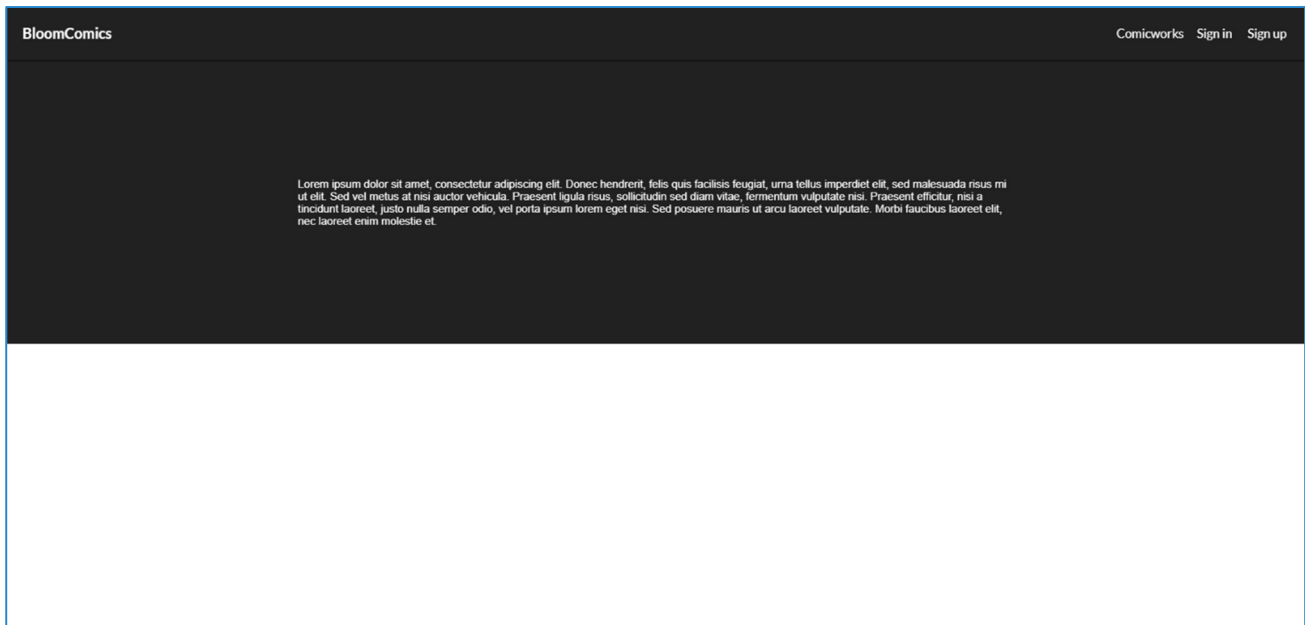 BloomComics
Comicworks Sign in Sign up
Lorem ipsum dolor sit amet, consectetur adipiscing elit. Donec hendrerit, felis quis facilisis feugiat, urna tellus imperdiet elit, sed malesuada risus mi
ut elit. Sed vel metus at nisi auctor vehicula. Praesent ligula risus, sollicitudin sed diam vitae, fermentum vulputate nisi. Praesent efficitur, nisi a
tincidunt laoreet, justo nulla semper odio, vel porta ipsum lorem eget nisi. Sed posuere mauris ut arcu laoreet vulputate. Morbi faucibus laoreet elit,
nec laoreet enim molestie et.